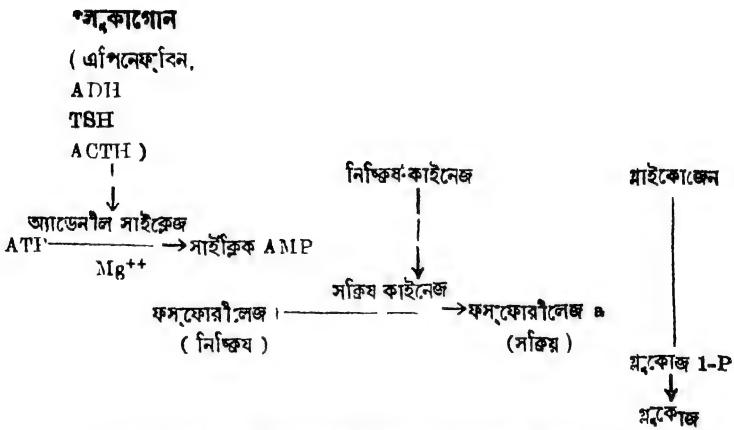 গ্লুকাগোন
( এপিনেফ্রিন,
ADH
TSH
ACTH )
নিষ্ক্রিয় কাইনেজ
গ্লাইকোজেন
অ্যাডেনীল সাইক্লেজ
ATP
সাইক্লিক AMP
Mg++
সক্রিয় কাইনেজ
ফস্‌ফোরীলেজ
ফস্‌ফোরীলেজ a
( নিষ্ক্রিয় )
(সক্রিয়)
গ্লুকোজ 1-P
গ্লুকোজ